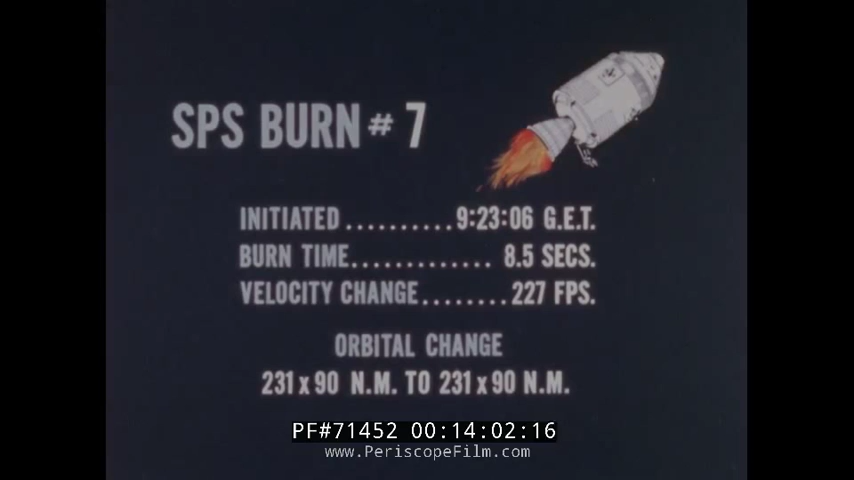 SPS BURN # 7
INITIATED..........9:23:06 G.E.T.
BURN TIME............. 8.5 SECS.
VELOCITY CHANGE........227 FPS.
ORBITAL CHANGE
231 x 90 N.M. TO 231 x 90 N.M.
PF#71452 00:14:02:16
www.PeriscopeFilm.com